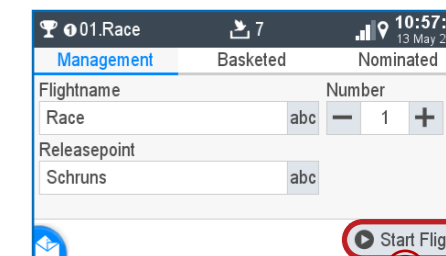 ❶ 01.Race 7 10:57:
13 May 2
Management Basketed Nominated
Flightname Number
Race abc − 1 +
Releasepoint
Schruns abc
Start Flig